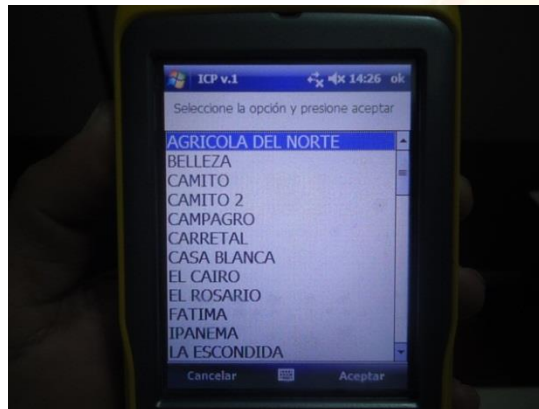 ICP v.1 14:26 ok
Seleccione la opción y presione aceptar
AGRICOLA DEL NORTE
BELLEZA
CAMITO
CAMITO 2
CAMPAGRO
CARRETAL
CASA BLANCA
EL CAIRO
EL ROSARIO
FATIMA
IPANEMA
LA ESCONDIDA
Cancelar Aceptar